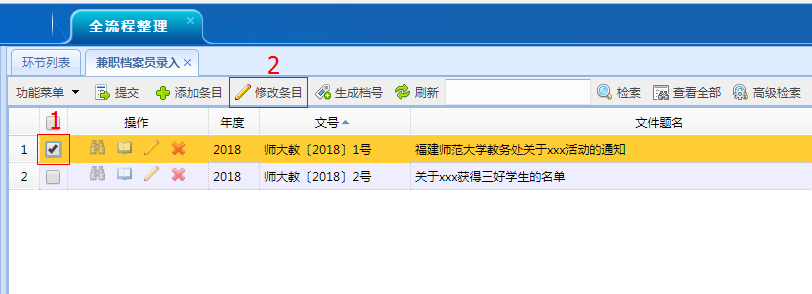 全流程整理
环节列表 兼职档案员录入
2
功能菜单 提交 添加条目 修改条目 生成档号 刷新 检索 查看全部 高级检索
1 操作 年度 文号 文件题名
1 2018 师大教〔2018〕1号 福建师范大学教务处关于xxx活动的通知
2 2018 师大教〔2018〕2号 关于xxx获得三好学生的名单